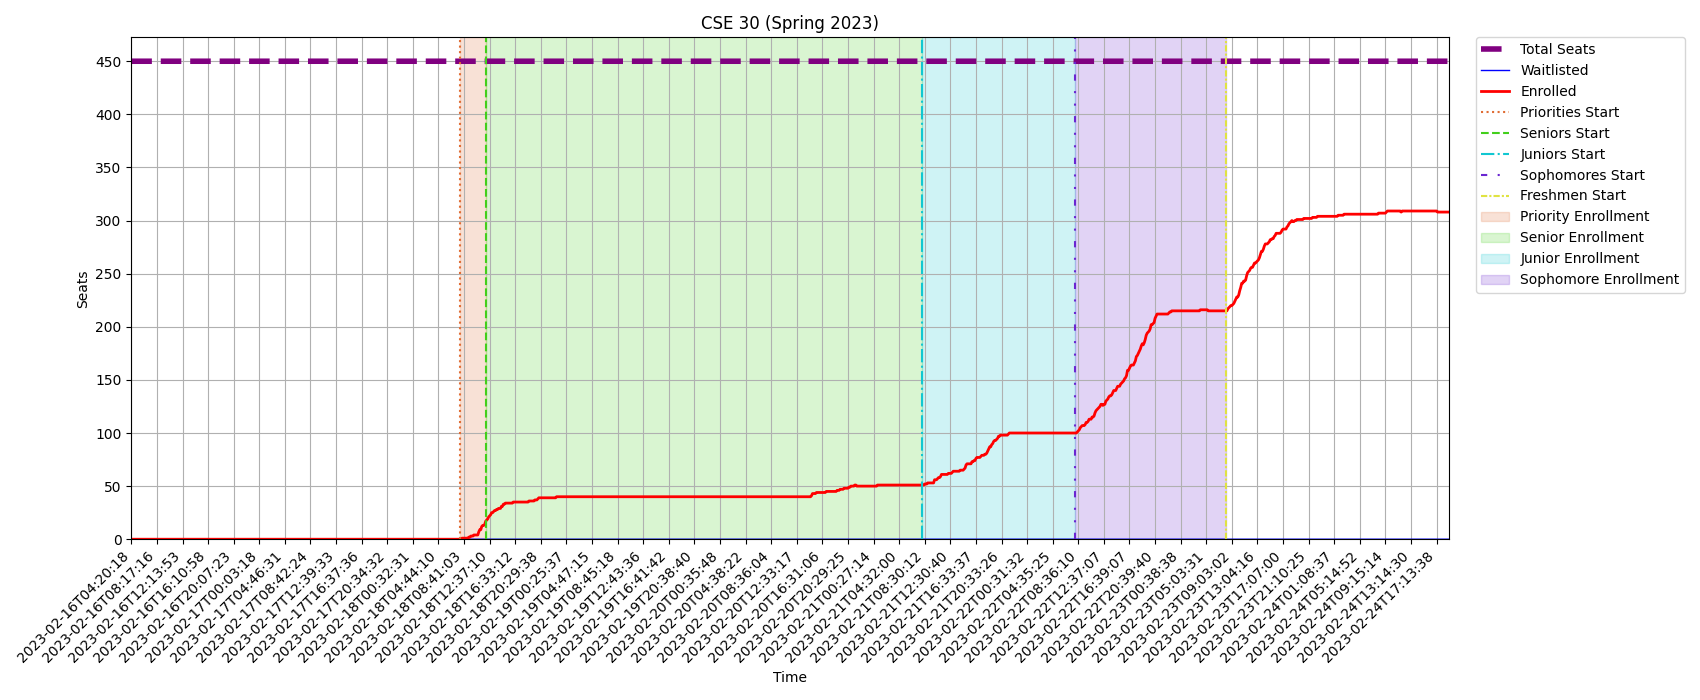 CSE 30 (Spring 2023)
Seats
450
400
350
300
250
200
150
100
50
0
2023-02-16T04:20:18
2023-02-16T08:17:16
2023-02-16T12:13:53
2023-02-16T16:10:58
2023-02-16T20:07:23
2023-02-17T00:03:18
2023-02-17T04:46:31
2023-02-17T08:42:24
2023-02-17T12:39:33
2023-02-17T16:37:36
2023-02-17T20:34:32
2023-02-18T00:32:31
2023-02-18T04:44:10
2023-02-18T08:41:03
2023-02-18T12:37:10
2023-02-18T16:33:12
2023-02-18T20:29:38
2023-02-19T00:25:37
2023-02-19T04:47:15
2023-02-19T08:45:18
2023-02-19T12:43:36
2023-02-19T16:41:42
2023-02-19T20:38:40
2023-02-20T00:35:48
2023-02-20T04:38:22
2023-02-20T08:36:04
2023-02-20T12:33:17
2023-02-20T16:31:06
2023-02-20T20:29:25
2023-02-21T00:27:14
2023-02-21T04:32:00
2023-02-21T08:30:12
2023-02-21T12:30:40
2023-02-21T16:33:37
2023-02-21T20:33:26
2023-02-22T00:31:32
2023-02-22T04:35:25
2023-02-22T08:36:10
2023-02-22T12:37:07
2023-02-22T16:39:07
2023-02-22T20:39:40
2023-02-23T00:38:38
2023-02-23T05:03:31
2023-02-23T09:03:02
2023-02-23T13:04:16
2023-02-23T17:07:00
2023-02-23T21:10:25
2023-02-24T01:08:37
2023-02-24T05:14:52
2023-02-24T09:15:14
2023-02-24T13:14:30
2023-02-24T17:13:38
Time
Total Seats
Waitlisted
Enrolled
Priorities Start
Seniors Start
Juniors Start
Sophomores Start
Freshmen Start
Priority Enrollment
Senior Enrollment
Junior Enrollment
Sophomore Enrollment